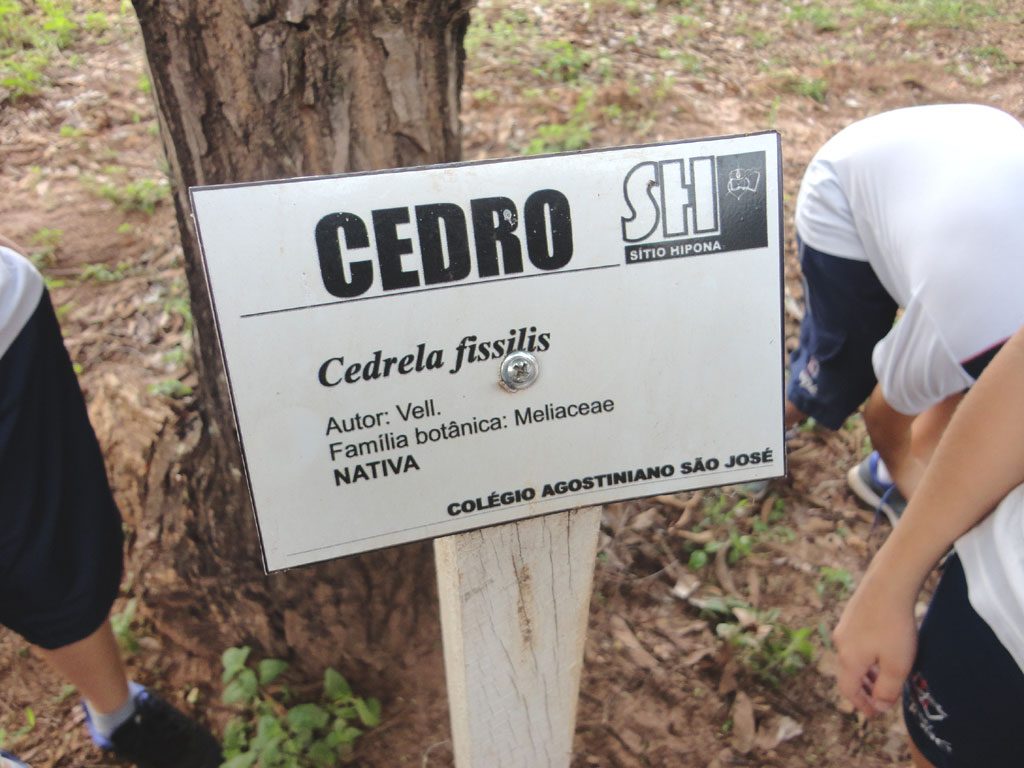 CEDRO
SH
SÍTIO HIPONA
Cedrela fissilis
Autor: Vell.
Família botânica: Meliaceae
NATIVA
COLÉGIO AGOSTINIANO SÃO JOSÉ